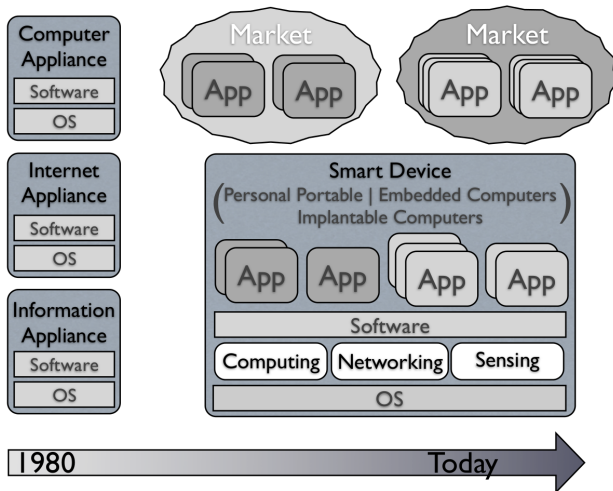 Computer
Appliance
Software
OS
Internet
Appliance
Software
OS
Information
Appliance
Software
OS
Market
App
App
Market
App
App
Smart Device
(Personal Portable | Embedded Computers
Implantable Computers)
App
App
App
App
Software
Computing
Networking
Sensing
OS
1980
Today